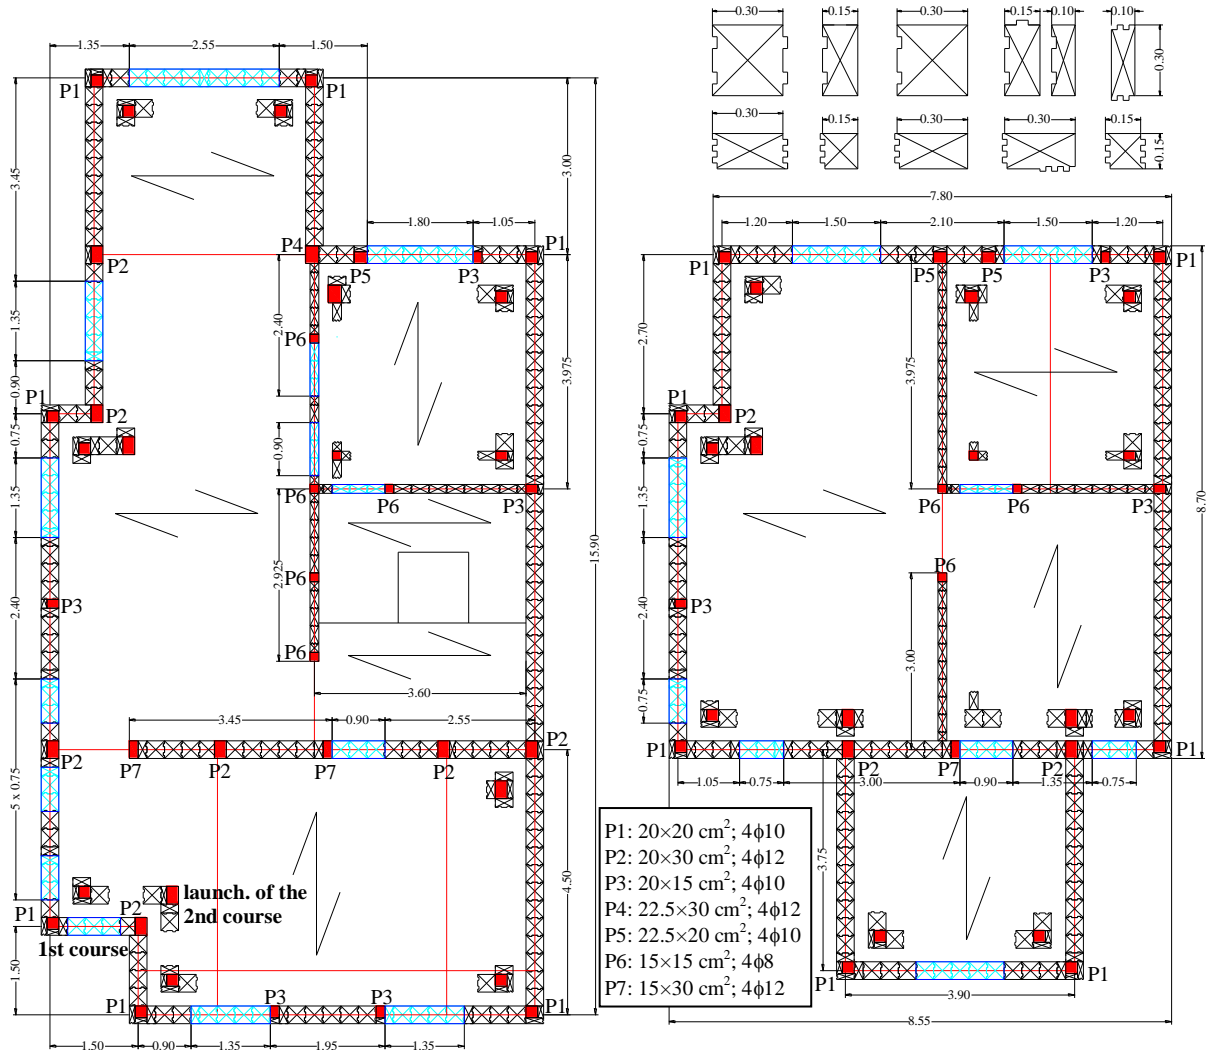 0.30 0.15 0.30 0.15 0.10 0.10
0.30
0.30 0.15 0.30 0.30 0.15
0.15
1.35 2.55 1.50
P1 P1
3.45
3.00
1.80 1.05
P4 P1
P2 P5 P3
1.35
2.40
P6
3.975
0.90
P1
P2
0.75
0.90
1.35
P6 P6 P3
2.925
P6
P3
2.40
15.90
P6
3.60
3.45 0.90 2.55
P2
P2 P7 P2 P7 P2
5 x 0.75
4.50
launch. of the
2nd course
P1 P2
1st course
1.50
P1 P3 P3 P1
1.50 0.90 1.35 1.95 1.35
7.80
1.20 1.50 2.10 1.50 1.20
P1 P5 P5 P3 P1
2.70
3.975
P1
P2
0.75
1.35
8.70
P6 P6 P3
P6
P3
2.40
3.00
0.75
P1 P2 P7 P2 P1
1.05 0.75 3.00 0.90 1.35 0.75
3.75
P1 P1
3.90
8.55
P1: 20×20 cm²; 4ϕ10
P2: 20×30 cm²; 4ϕ12
P3: 20×15 cm²; 4ϕ10
P4: 22.5×30 cm²; 4ϕ12
P5: 22.5×20 cm²; 4ϕ10
P6: 15×15 cm²; 4ϕ8
P7: 15×30 cm²; 4ϕ12